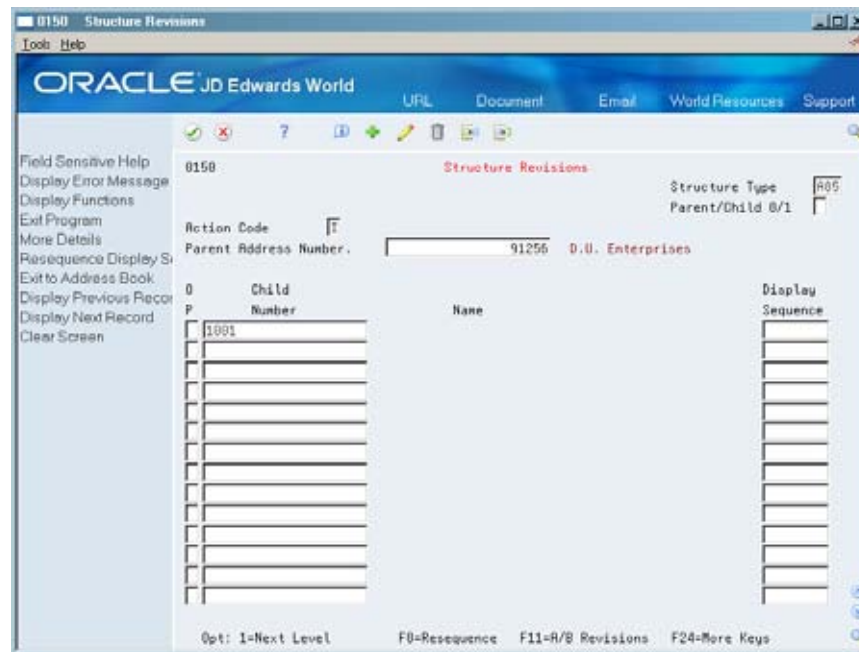 0150 Structure Revisions
Tools Help
ORACLE JD Edwards World
URL Document Email World Resources Support
Field Sensitive Help
Display Error Message
Display Functions
Exit Program
More Details
Resequence Display S
Exit to Address Book
Display Previous Recor
Display Next Record
Clear Screen
0150 Structure Revisions
Structure Type A05
Parent/Child 0/1
Action Code I
Parent Address Number. 91256 D.U. Enterprises
O Child Display
P Number Name Sequence
1001
Opt: 1=Next Level F8=Resequence F11=A/B Revisions F24=More Keys